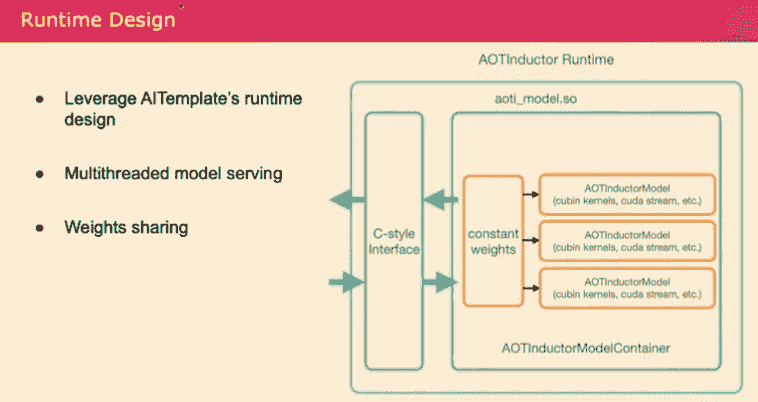 Runtime Design
• Leverage AITemplate's runtime
design
• Multithreaded model serving
• Weights sharing
AOTInductor Runtime
aoti_model.so
C-style
Interface
constant
weights
AOTInductorModel
(cubin kernels, cuda stream, etc.)
AOTInductorModel
(cubin kernels, cuda stream, etc.)
AOTInductorModel
(cubin kernels, cuda stream, etc.)
AOTInductorModelContainer